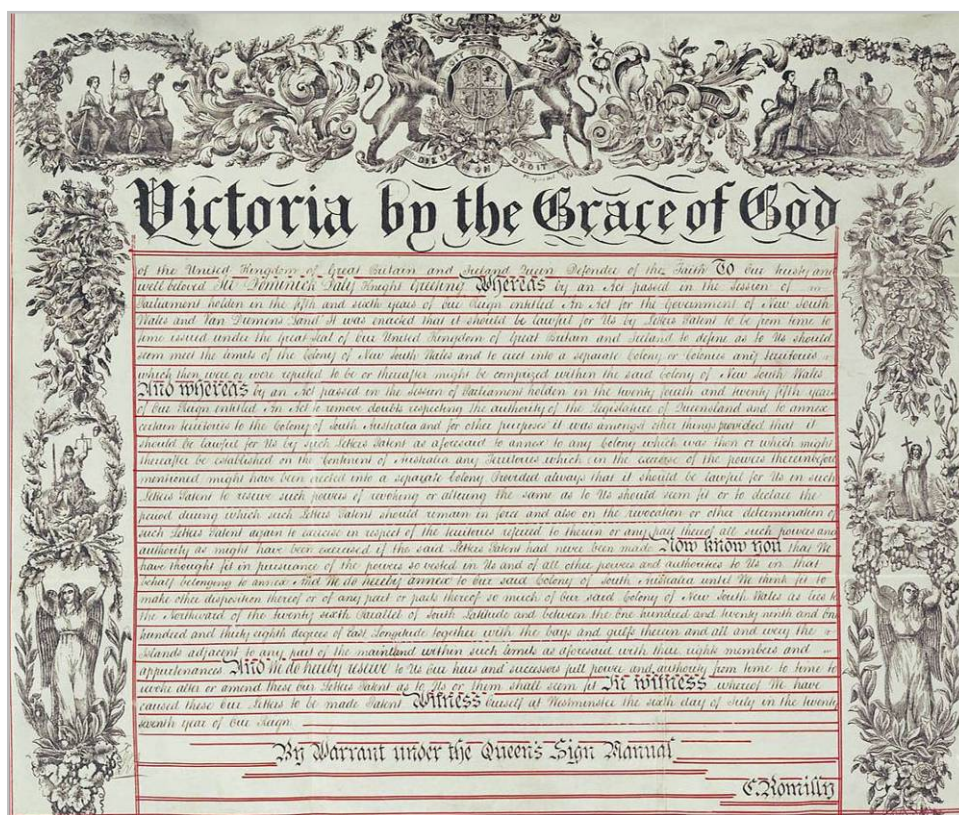 DIEU ET MON DROIT
Victoria by the Grace of God
of the United Kingdom of Great Britain and Ireland Queen Defender of the Faith To Our trusty and
well beloved Sir Dominick Daly Knight Greeting Whereas by an Act passed in the Session of
Parliament holden in the fifth and sixth years of Our Reign entitled An Act for the Government of New South
Wales and Van Diemens Land It was enacted that it should be lawful for Us by Letters Patent to be from time to
time issued under the Great Seal of Our United Kingdom of Great Britain and Ireland to define as to Us should
seem meet the limits of the Colony of New South Wales and to erect into a separate Colony or Colonies any territories
which then were or were reputed to be or thereafter might be comprized within the said Colony of New South Wales
And whereas by an Act passed in the session of Parliament holden in the twenty fourth and twenty fifth years
of Our Reign entitled An Act to remove doubts respecting the authority of the Legislature of Queensland and to annex
certain territories to the Colony of South Australia and for other purposes it was amongst other things provided that it
should be lawful for Us by such Letters Patent as aforesaid to annex to any Colony which was then or which might
thereafter be established on the Continent of Australia any Territories which (in the exercise of the powers thereinbefore
mentioned might have been erected into a separate Colony Provided always that it should be lawful for Us in such
Letters Patent to reserve such powers of revoking or altering the same as to Us should seem fit or to declare the
period during which such Letters Patent should remain in force and also on the revocation or other determination of
such Letters Patent again to exercise in respect of the territories referred to therein or any part thereof all such powers and
authority as might have been exercised if the said Letters Patent had never been made Now know you that We
have thought fit in pursuance of the powers so vested in Us and of all other powers and authorities to Us in that
behalf belonging to annex And We do hereby annex to Our said Colony of South Australia until We think fit to
make other disposition thereof or of any part or parts thereof so much of Our said Colony of New South Wales as lies to
the Northward of the twenty sixth Parallel of South Latitude and between the One hundred and twenty ninth and One
hundred and thirty eighth degrees of East Longitude together with the bays and gulfs therein and all and every the
Islands adjacent to any part of the mainland within such limits as aforesaid with their rights members and
appurtenances And We do hereby reserve to Us Our heirs and successors full power and authority from time to time to
revoke alter or amend these Our Letters Patent as to Us or them shall seem fit In witness whereof We have
caused these Our Letters to be made Patent Witness Ourself at Westminster the sixth day of July in the twenty
seventh year of Our Reign
By Warrant under the Queen's Sign Manual
C. Romilly